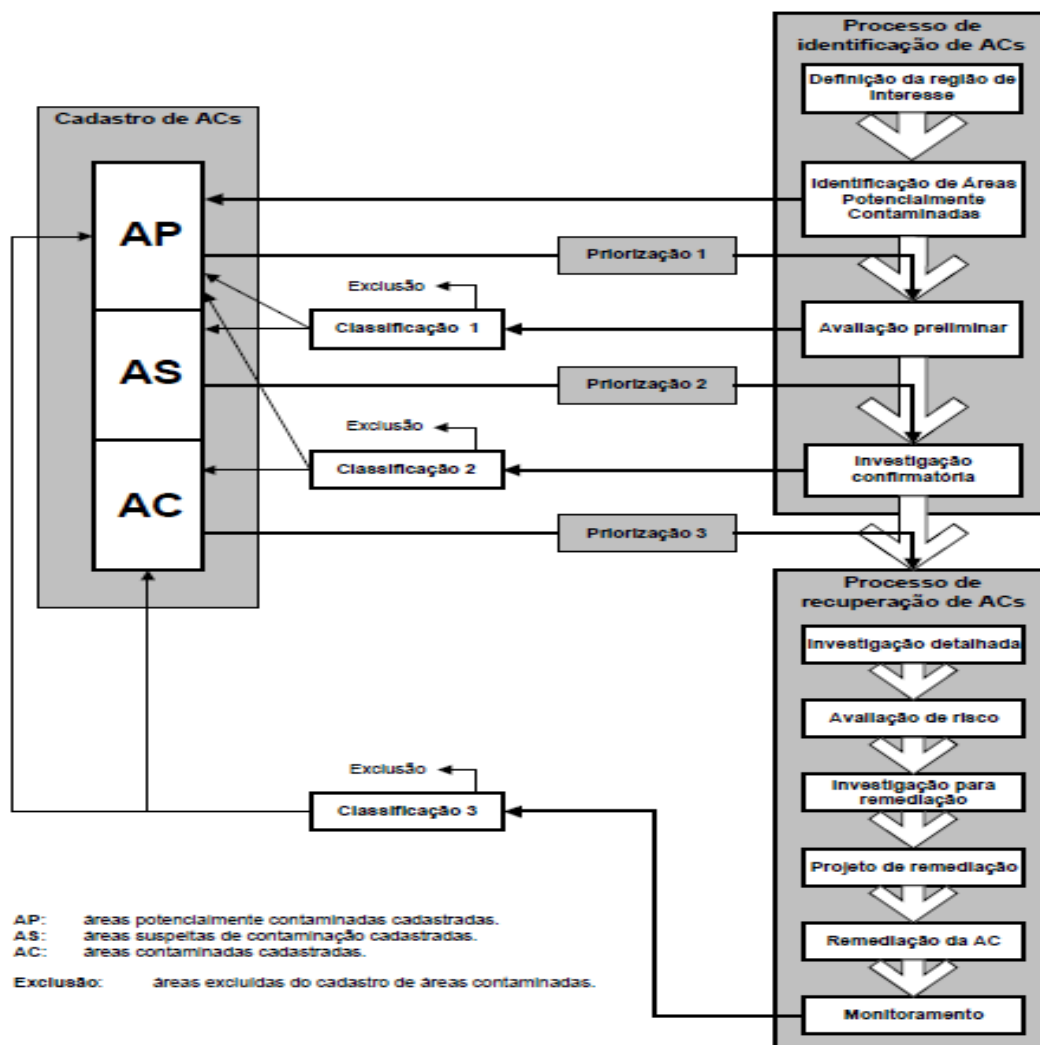 Processo de
identificação de ACs
Definição da região de
Interesse
Cadastro de ACs
Identificação de Áreas
Potencialmente
Contaminadas
AP
Priorização 1
Exclusão
Classificação 1
Avaliação preliminar
AS
Priorização 2
Exclusão
Classificação 2
Investigação
confirmatória
AC
Priorização 3
Processo de
recuperação de ACs
Investigação detalhada
Avaliação de risco
Investigação para
remediação
Exclusão
Classificação 3
Projeto de remediação
Remediação da AC
Monitoramento
AP: áreas potencialmente contaminadas cadastradas.
AS: áreas suspeitas de contaminação cadastradas.
AC: áreas contaminadas cadastradas.
Exclusão: áreas excluídas do cadastro de áreas contaminadas.